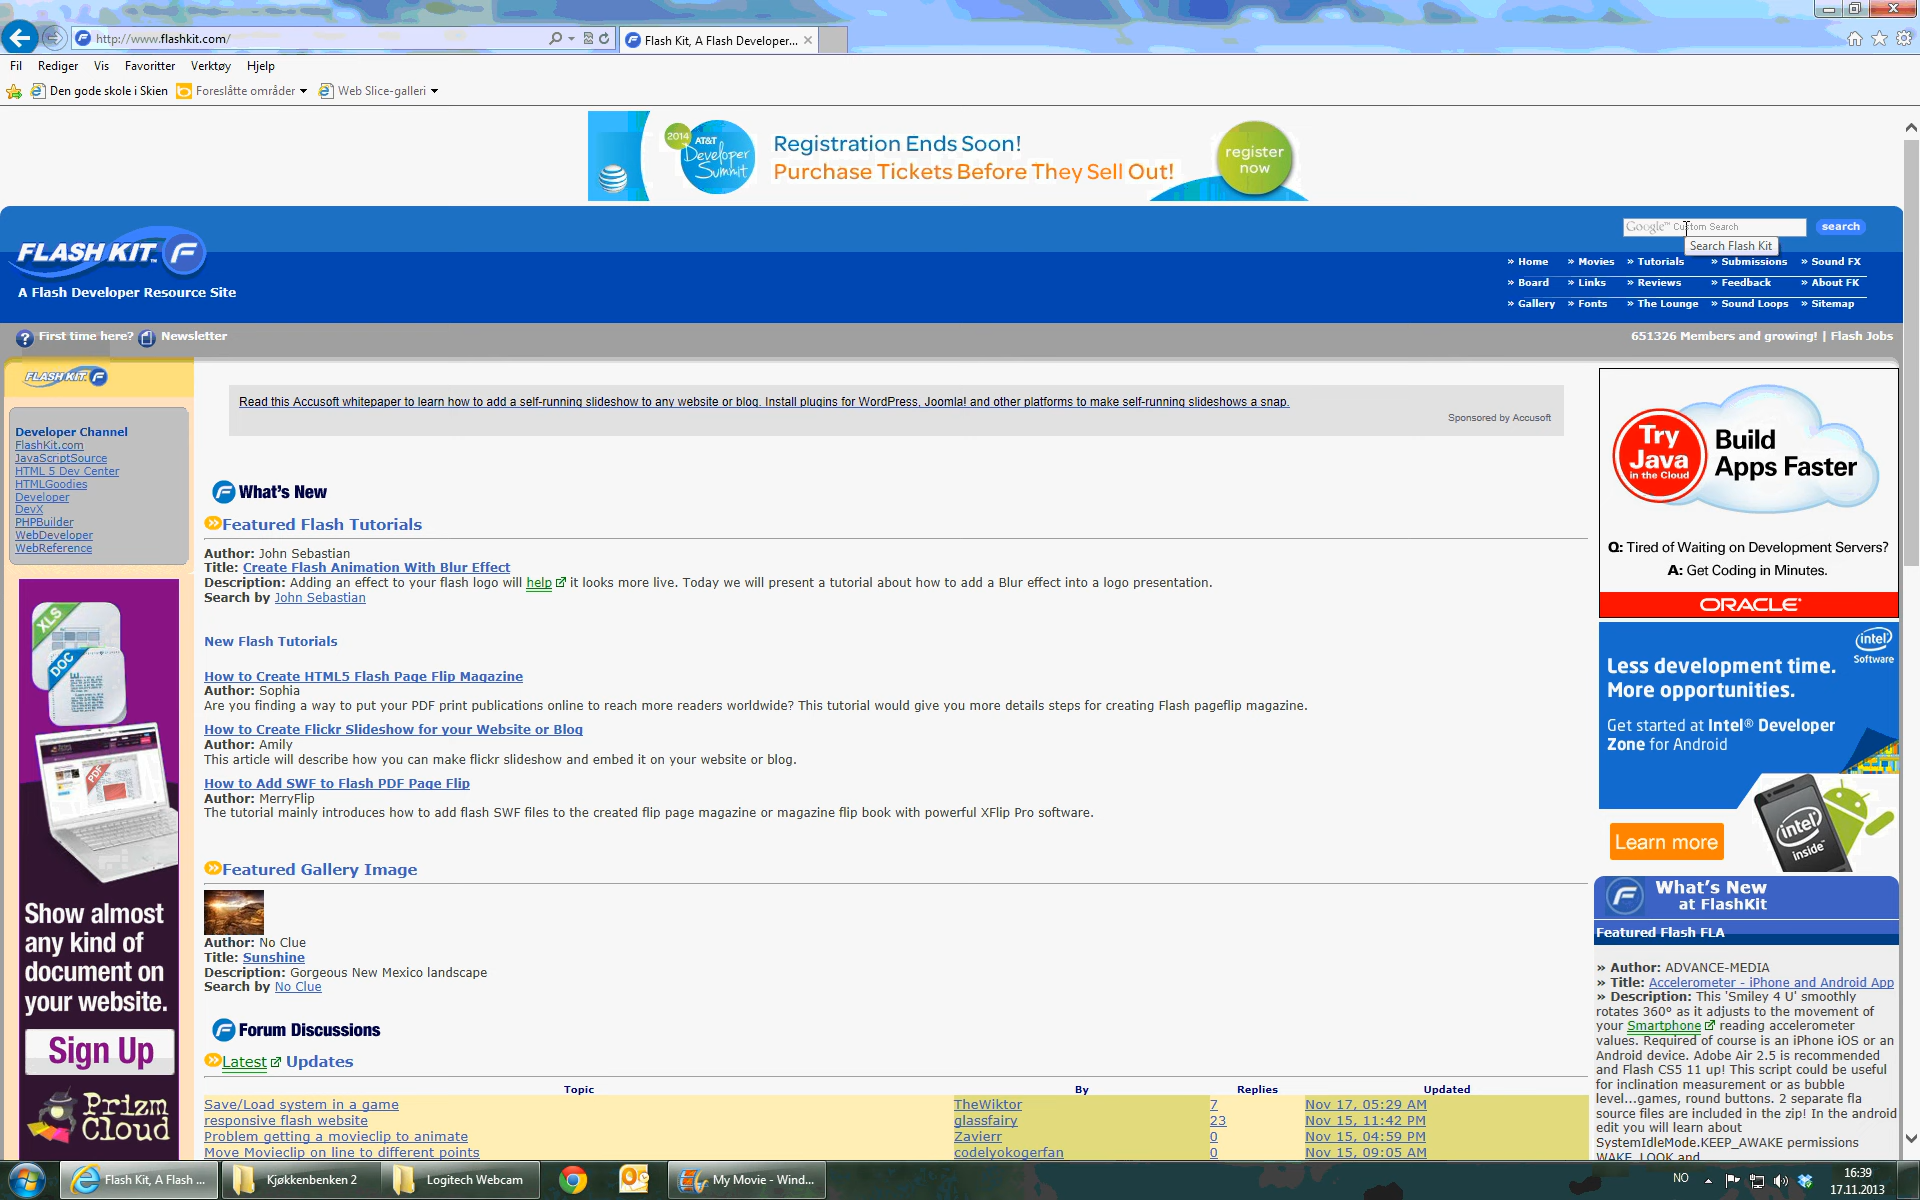 http://www.flashkit.com/
Flash Kit, A Flash Developer...
Fil Rediger Vis Favoritter Verktøy Hjelp
Den gode skole i Skien Foreslåtte områder Web Slice-galleri
2014 AT&T Developer Summit
Registration Ends Soon!
Purchase Tickets Before They Sell Out!
register now
FLASH KIT
A Flash Developer Resource Site
Google™ Custom Search search
Search Flash Kit
» Home » Movies » Tutorials » Submissions » Sound FX
» Board » Links » Reviews » Feedback » About FK
» Gallery » Fonts » The Lounge » Sound Loops » Sitemap
First time here? Newsletter
651326 Members and growing! | Flash Jobs
FLASH KIT
Developer Channel
FlashKit.com
JavaScriptSource
HTML 5 Dev Center
HTMLGoodies
Developer
DevX
PHPBuilder
WebDeveloper
WebReference
XLS
DOC
PDF
Show almost
any kind of
document on
your website.
Sign Up
Prizm
Cloud
Read this Accusoft whitepaper to learn how to add a self-running slideshow to any website or blog. Install plugins for WordPress, Joomla! and other platforms to make self-running slideshows a snap.
Sponsored by Accusoft
What's New
Featured Flash Tutorials
Author: John Sebastian
Title: Create Flash Animation With Blur Effect
Description: Adding an effect to your flash logo will help it looks more live. Today we will present a tutorial about how to add a Blur effect into a logo presentation.
Search by John Sebastian
New Flash Tutorials
How to Create HTML5 Flash Page Flip Magazine
Author: Sophia
Are you finding a way to put your PDF print publications online to reach more readers worldwide? This tutorial would give you more details steps for creating Flash pageflip magazine.
How to Create Flickr Slideshow for your Website or Blog
Author: Amily
This article will describe how you can make flickr slideshow and embed it on your website or blog.
How to Add SWF to Flash PDF Page Flip
Author: MerryFlip
The tutorial mainly introduces how to add flash SWF files to the created flip page magazine or magazine flip book with powerful XFlip Pro software.
Featured Gallery Image
Author: No Clue
Title: Sunshine
Description: Gorgeous New Mexico landscape
Search by No Clue
Forum Discussions
Latest Updates
Topic By Replies Updated
Save/Load system in a game TheWiktor 7 Nov 17, 05:29 AM
responsive flash website glassfairy 23 Nov 15, 11:42 PM
Problem getting a movieclip to animate Zavierr 0 Nov 15, 04:59 PM
Move Movieclip on line to different points codelyokogerfan 0 Nov 15, 09:05 AM
Try
Java
in the Cloud
Build
Apps Faster
Q: Tired of Waiting on Development Servers?
A: Get Coding in Minutes.
ORACLE
intel
Software
Less development time.
More opportunities.
Get started at Intel® Developer
Zone for Android
Learn more
intel
inside
What's New
at FlashKit
Featured Flash FLA
» Author: ADVANCE-MEDIA
» Title: Accelerometer - iPhone and Android App
» Description: This 'Smiley 4 U' smoothly
rotates 360° as it adjusts to the movement of
your Smartphone reading accelerometer
values. Required of course is an iPhone iOS or an
Android device. Adobe Air 2.5 is recommended
and Flash CS5 11 up! This script could be useful
for inclination measurement or as bubble
level...games, round buttons. 2 separate fla
source files are included in the zip! In the android
edit you will learn about
SystemIdleMode.KEEP_AWAKE permissions
WAKE_LOCK and
Flash Kit, A Flash ... Kjøkkenbenken 2 Logitech Webcam My Movie - Wind...
NO
16:39
17.11.2013